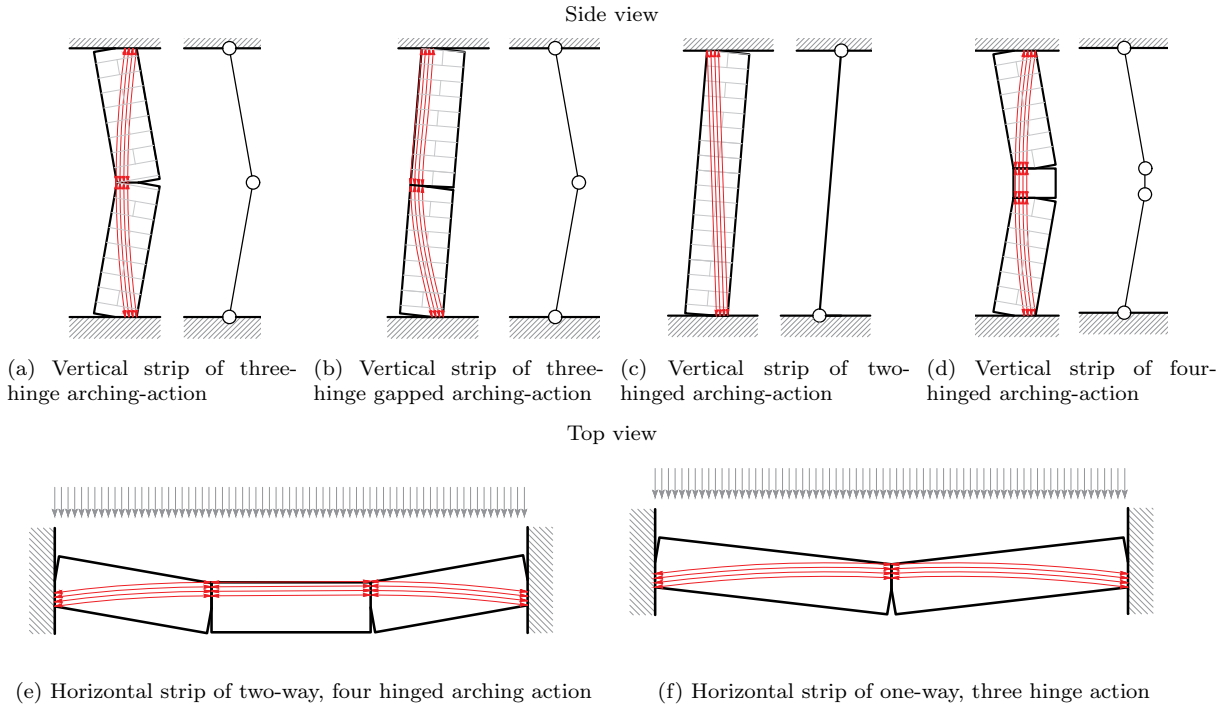 Side view
(a) Vertical strip of three-
hinge arching-action
(b) Vertical strip of three-
hinge gapped arching-action
(c) Vertical strip of two-
hinged arching-action
(d) Vertical strip of four-
hinged arching-action
Top view
(e) Horizontal strip of two-way, four hinged arching action
(f) Horizontal strip of one-way, three hinge action